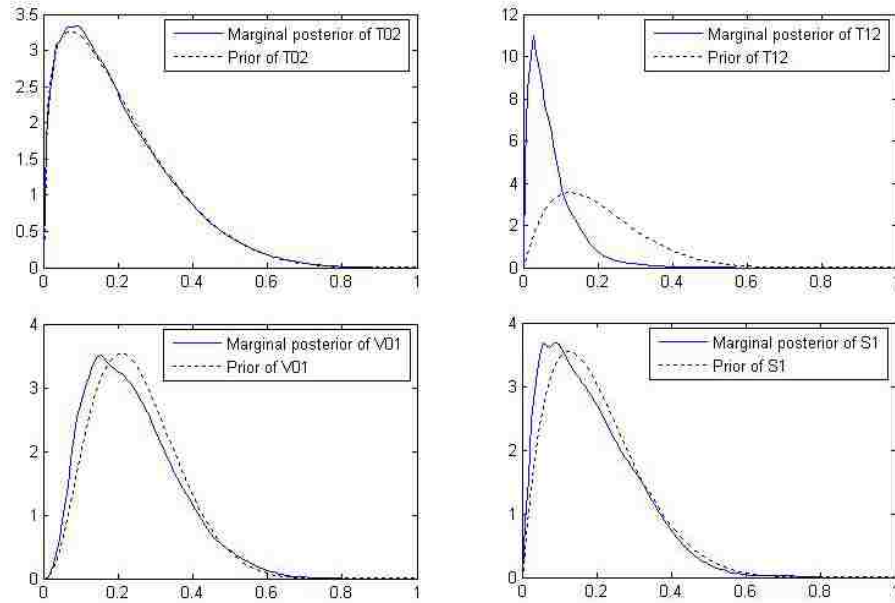 3.5
3
2.5
2
1.5
1
0.5
0
0 0.2 0.4 0.6 0.8 1
Marginal posterior of T02
Prior of T02
12
10
8
6
4
2
0
0 0.2 0.4 0.6 0.8 1
Marginal posterior of T12
Prior of T12
4
3
2
1
0
0 0.2 0.4 0.6 0.8 1
Marginal posterior of V01
Prior of V01
4
3
2
1
0
0 0.2 0.4 0.6 0.8 1
Marginal posterior of S1
Prior of S1